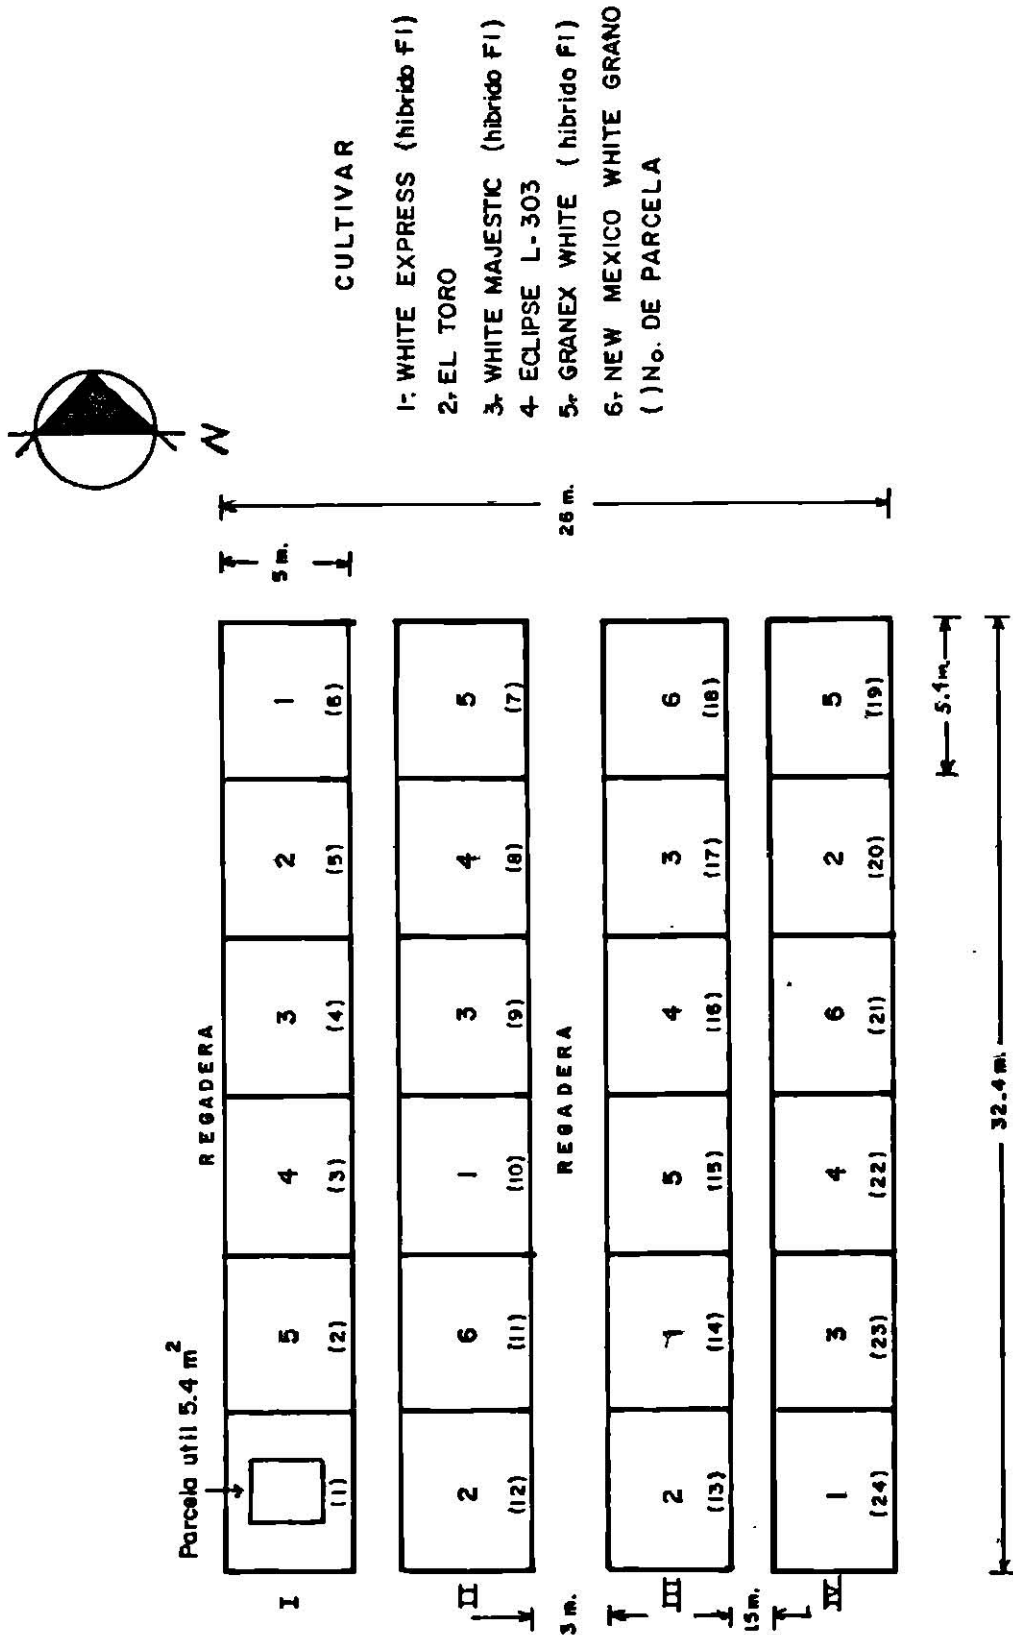 N
CULTIVAR
1.- WHITE EXPRESS (hibrido F1)
2.- EL TORO
3.- WHITE MAJESTIC (hibrido F1)
4- ECLIPSE L-303
5.- GRANEX WHITE (hibrido F1)
6.- NEW MEXICO WHITE GRANO
( ) No. DE PARCELA
Parcela util 5.4 m²
REGADERA
I
5 4 3 2 1
(1) (2) (3) (4) (5) (6)
5 m.
II
2 6 1 3 4 5
(12) (11) (10) (9) (8) (7)
3 m.
REGADERA
26 m.
III
2 1 5 4 3 6
(13) (14) (15) (16) (17) (18)
1.5 m.
IV
1 3 4 6 2 5
(24) (23) (22) (21) (20) (19)
5.4 m.
32.4 m.